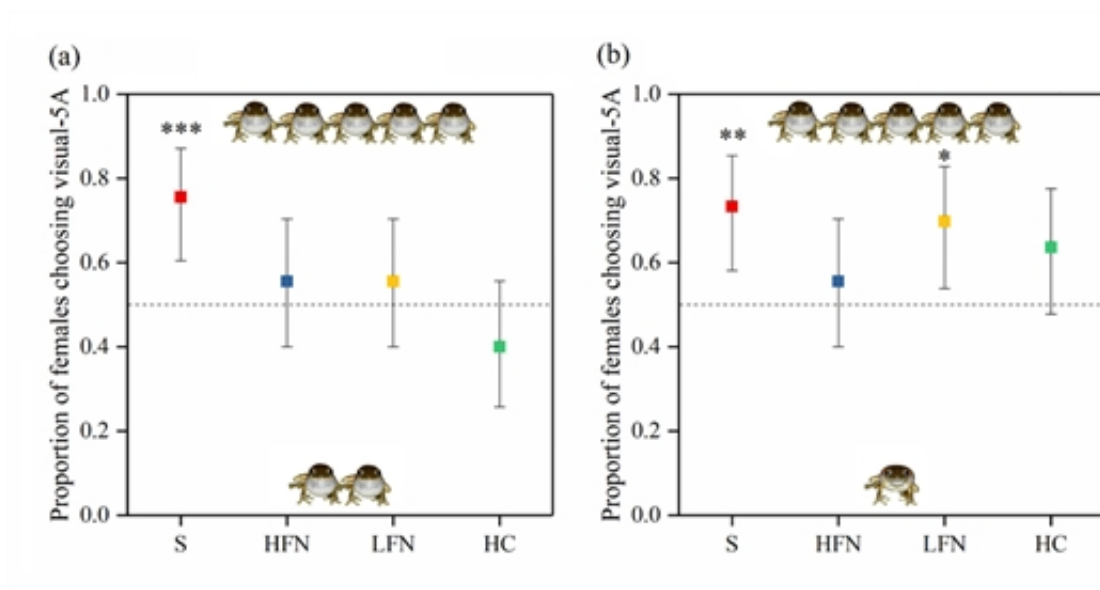 (a)
Proportion of females choosing visual-5A
1.0
0.8
0.6
0.4
0.2
0.0
***
S
HFN
LFN
HC
(b)
Proportion of females choosing visual-5A
1.0
0.8
0.6
0.4
0.2
0.0
**
*
S
HFN
LFN
HC